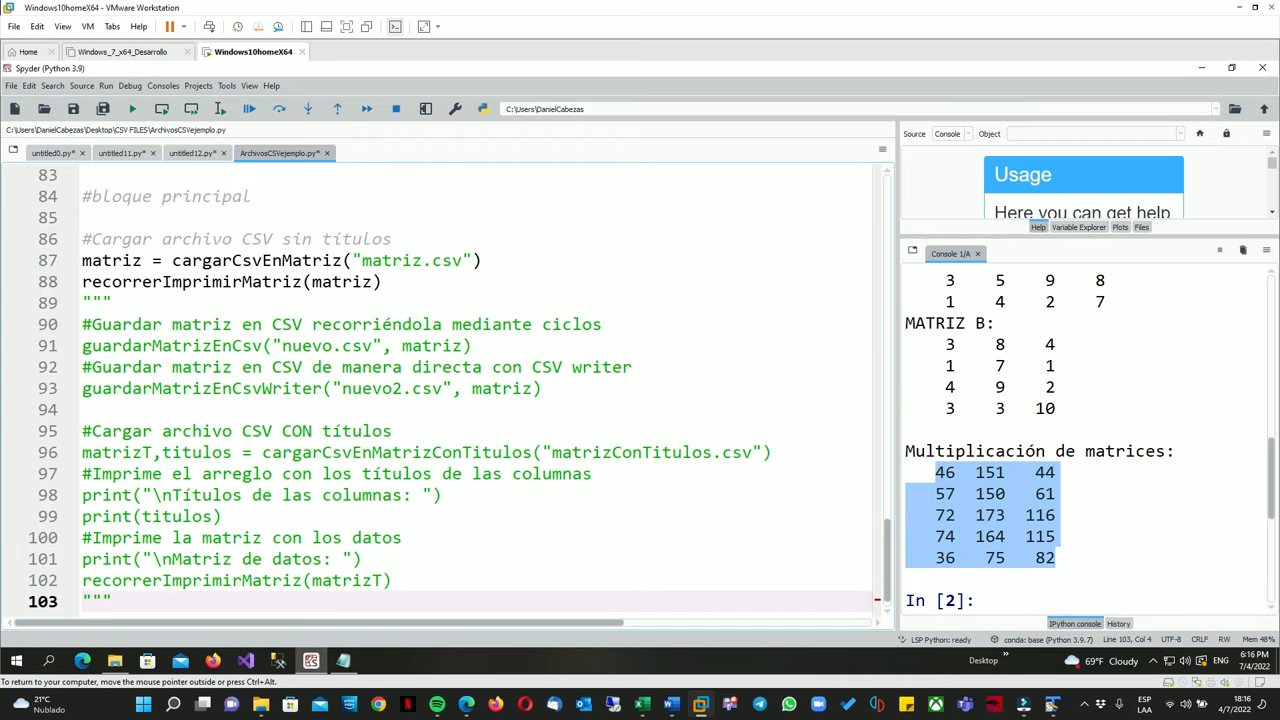 Windows10homeX64 - VMware Workstation
File Edit View VM Tabs Help
Home Windows_7_x64_Desarrollo Windows10homeX64
Spyder (Python 3.9)
File Edit Search Source Run Debug Consoles Projects Tools View Help
C:\Users\DanielCabezas
C:\Users\DanielCabezas\Desktop\CSV FILES\ArchivosCSVejemplo.py
untitled0.py* untitled11.py* untitled12.py* ArchivosCSVejemplo.py*
83
84 #bloque principal
85
86 #Cargar archivo CSV sin títulos
87 matriz = cargarCsvEnMatriz("matriz.csv")
88 recorrerImprimirMatriz(matriz)
89 """
90 #Guardar matriz en CSV recorriéndola mediante ciclos
91 guardarMatrizEnCsv("nuevo.csv", matriz)
92 #Guardar matriz en CSV de manera directa con CSV writer
93 guardarMatrizEnCsvWriter("nuevo2.csv", matriz)
94
95 #Cargar archivo CSV CON títulos
96 matrizT,titulos = cargarCsvEnMatrizConTitulos("matrizConTitulos.csv")
97 #Imprime el arreglo con los títulos de las columnas
98 print("\nTítulos de las columnas: ")
99 print(titulos)
100 #Imprime la matriz con los datos
101 print("\nMatriz de datos: ")
102 recorrerImprimirMatriz(matrizT)
103 """
Source Console Object
Usage
Here you can get help
Help Variable Explorer Plots Files
Console 1/A
3 5 9 8
1 4 2 7
MATRIZ B:
3 8 4
1 7 1
4 9 2
3 3 10
Multiplicación de matrices:
46 151 44
57 150 61
72 173 116
74 164 115
36 75 82
In [2]:
IPython console History
LSP Python: ready conda: base (Python 3.9.7) Line 103, Col 4 UTF-8 CRLF RW Mem 48%
Desktop 69°F Cloudy ENG 6:16 PM
7/4/2022
To return to your computer, move the mouse pointer outside or press Ctrl+Alt.
21°C
Nublado
ESP
LAA
18:16
4/7/2022